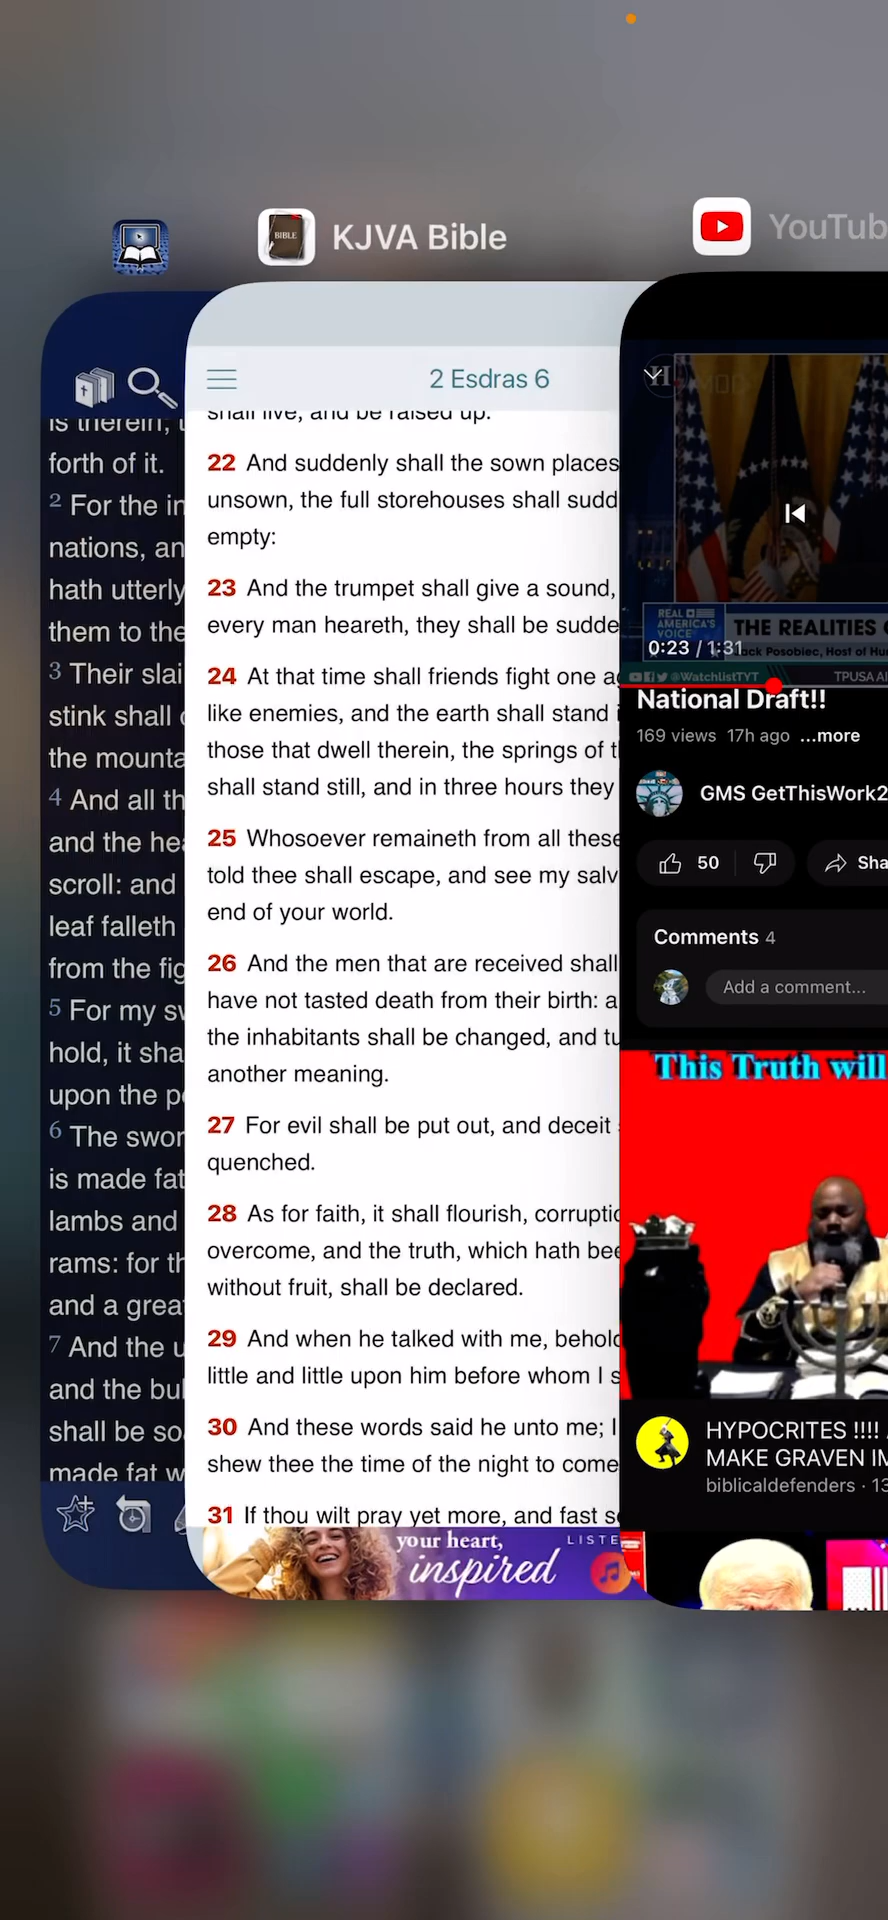 KJVA Bible
YouTub
BIBLE
is therein,
forth of it.
2 For the in
nations, an
hath utterly
them to the
3 Their slai
stink shall
the mounta
4 And all th
and the hea
scroll: and
leaf falleth
from the fig
5 For my sw
hold, it sha
upon the pe
6 The swor
is made fat
lambs and
rams: for th
and a grea
7 And the u
and the bul
shall be so
made fat w
2 Esdras 6
shall live, and be raised up.
22 And suddenly shall the sown places
unsown, the full storehouses shall sudd
empty:
23 And the trumpet shall give a sound,
every man heareth, they shall be sudde
24 At that time shall friends fight one a
like enemies, and the earth shall stand i
those that dwell therein, the springs of t
shall stand still, and in three hours they
25 Whosoever remaineth from all these
told thee shall escape, and see my salv
end of your world.
26 And the men that are received shall
have not tasted death from their birth: a
the inhabitants shall be changed, and tu
another meaning.
27 For evil shall be put out, and deceit
quenched.
28 As for faith, it shall flourish, corruptio
overcome, and the truth, which hath bee
without fruit, shall be declared.
29 And when he talked with me, behold
little and little upon him before whom I s
30 And these words said he unto me; I
shew thee the time of the night to come
31 If thou wilt pray yet more, and fast se
your heart,
inspired
LISTE
REAL
AMERICA'S
VOICE
THE REALITIES
ack Posobiec, Host of Hu
0:23 / 1:31
@WatchlistTYT
TPUSA
National Draft!!
169 views 17h ago ...more
GMS GetThisWork2
50
Sha
Comments 4
Add a comment...
This Truth will
HYPOCRITES !!!!
MAKE GRAVEN IM
biblicaldefenders · 13